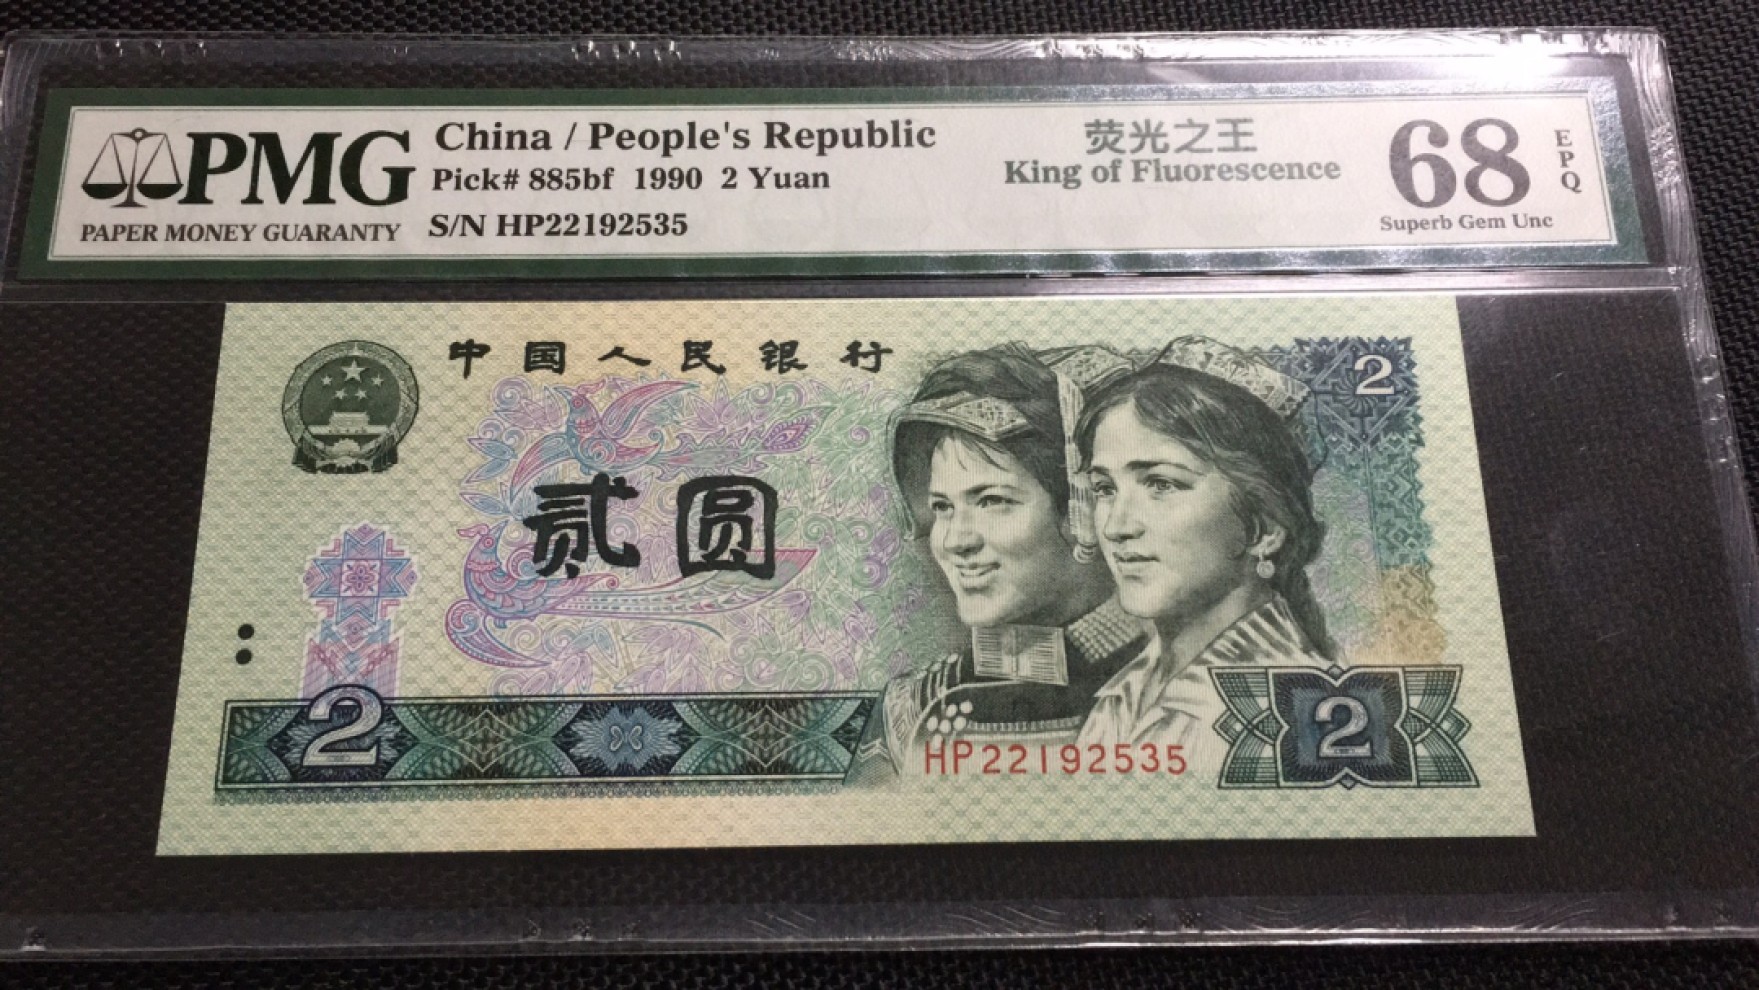 PMG
PAPER MONEY GUARANTY
China / People's Republic
Pick# 885bf 1990 2 Yuan
S/N HP22192535
荧光之王
King of Fluorescence
68
EPQ
Superb Gem Unc
中国人民银行
2
贰圆
2
HP22192535
2